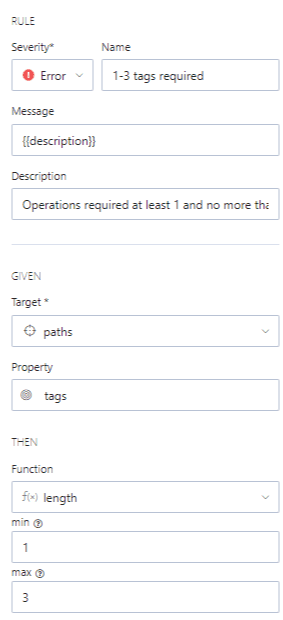 RULE
Severity* Name
Error 1-3 tags required
Message
{{description}}
Description
Operations required at least 1 and no more tha
GIVEN
Target *
paths
Property
tags
THEN
Function
f(x) length
min
1
max
3